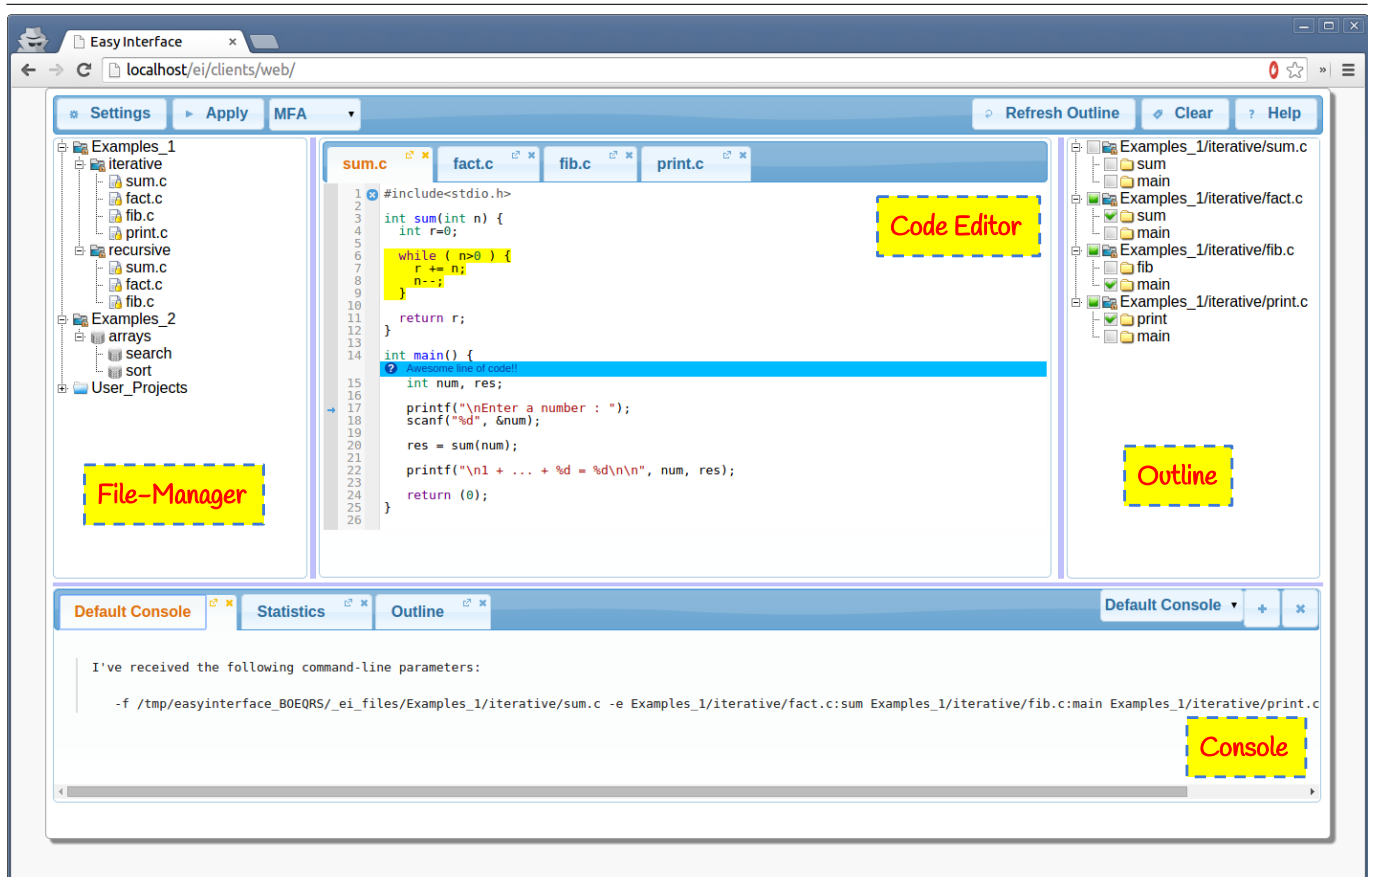 Easy Interface
localhost/ei/clients/web/
Settings Apply MFA Refresh Outline Clear ? Help
Examples_1
iterative
sum.c
fact.c
fib.c
print.c
recursive
sum.c
fact.c
fib.c
Examples_2
arrays
search
sort
User_Projects
File-Manager
sum.c fact.c fib.c print.c
1 #include<stdio.h>
2
3 int sum(int n) {
4 int r=0;
5
6 while ( n>0 ) {
7 r += n;
8 n--;
9 }
10
11 return r;
12 }
13
14 int main() {
? Awesome line of code!!
15 int num, res;
16
17 printf("\nEnter a number : ");
18 scanf("%d", &num);
19
20 res = sum(num);
21
22 printf("\n1 + ... + %d = %d\n\n", num, res);
23
24 return (0);
25 }
26
Code Editor
Examples_1/iterative/sum.c
sum
main
Examples_1/iterative/fact.c
sum
main
Examples_1/iterative/fib.c
fib
main
Examples_1/iterative/print.c
print
main
Outline
Default Console Statistics Outline Default Console
I've received the following command-line parameters:
-f /tmp/easyinterface_BOEQRS/_ei_files/Examples_1/iterative/sum.c -e Examples_1/iterative/fact.c:sum Examples_1/iterative/fib.c:main Examples_1/iterative/print.c
Console